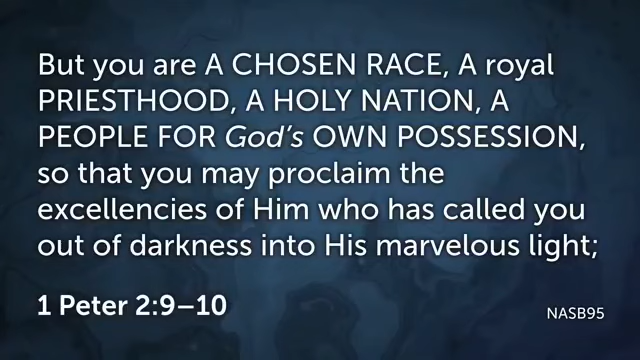 But you are A CHOSEN RACE, A royal
PRIESTHOOD, A HOLY NATION, A
PEOPLE FOR God’s OWN POSSESSION,
so that you may proclaim the
excellencies of Him who has called you
out of darkness into His marvelous light;
1 Peter 2:9–10
NASB95